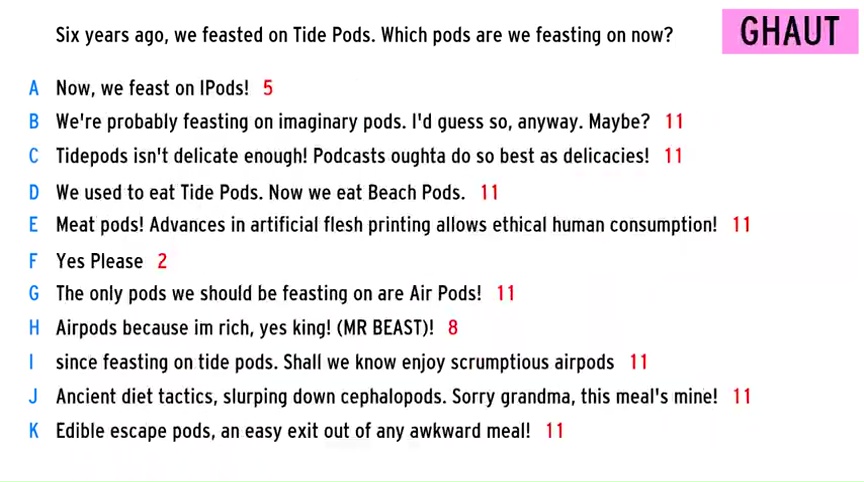 Six years ago, we feasted on Tide Pods. Which pods are we feasting on now?
GHAUT
A Now, we feast on IPods! 5
B We're probably feasting on imaginary pods. I'd guess so, anyway. Maybe? 11
C Tidepods isn't delicate enough! Podcasts oughta do so best as delicacies! 11
D We used to eat Tide Pods. Now we eat Beach Pods. 11
E Meat pods! Advances in artificial flesh printing allows ethical human consumption! 11
F Yes Please 2
G The only pods we should be feasting on are Air Pods! 11
H Airpods because im rich, yes king! (MR BEAST)! 8
I since feasting on tide pods. Shall we know enjoy scrumptious airpods 11
J Ancient diet tactics, slurping down cephalopods. Sorry grandma, this meal's mine! 11
K Edible escape pods, an easy exit out of any awkward meal! 11